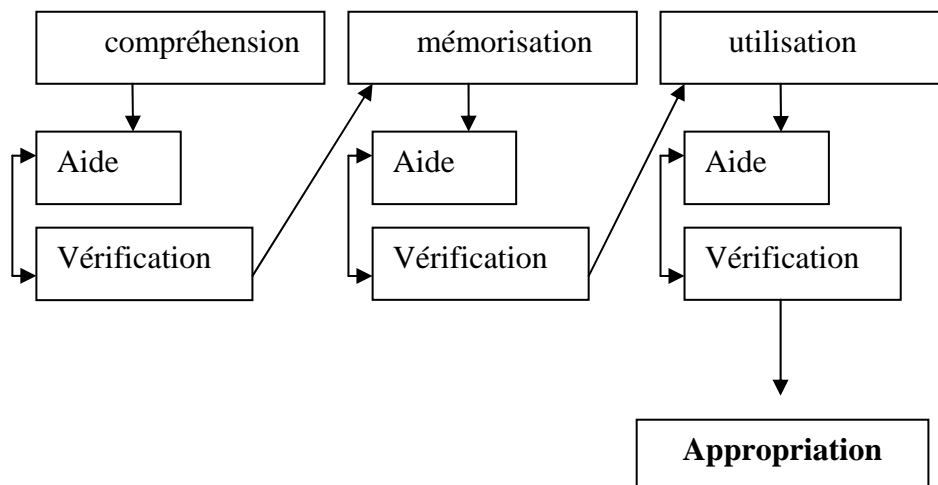 compréhension
mémorisation
utilisation
Aide
Aide
Aide
Vérification
Vérification
Vérification
Appropriation